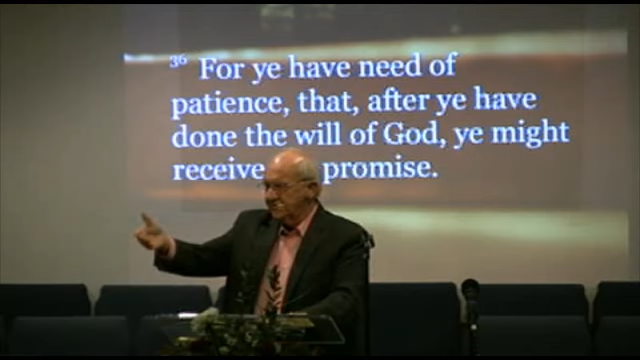 36 For ye have need of
patience, that, after ye have
done the will of God, ye might
receive promise.